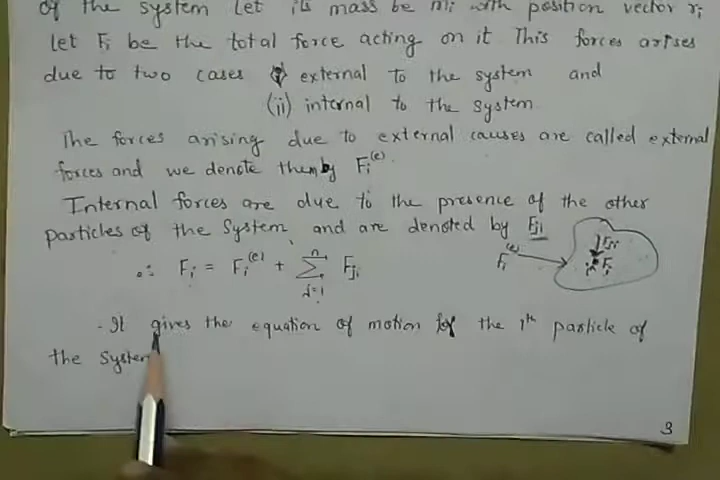 of the system Let its mass be mi with position vector ri
let Fi be the total force acting on it This forces arises
due to two cases (i) external to the system and
(ii) internal to the system
The forces arising due to external causes are called external
forces and we denote them by Fi(e).
Internal forces are due to the presence of the other
particles of the system and are denoted by Fji
∴ Fi = Fi(e) + n∑j=1 Fji
Fi(e) Fji i Fi
- It gives the equation of motion for the ith particle of
the system
3